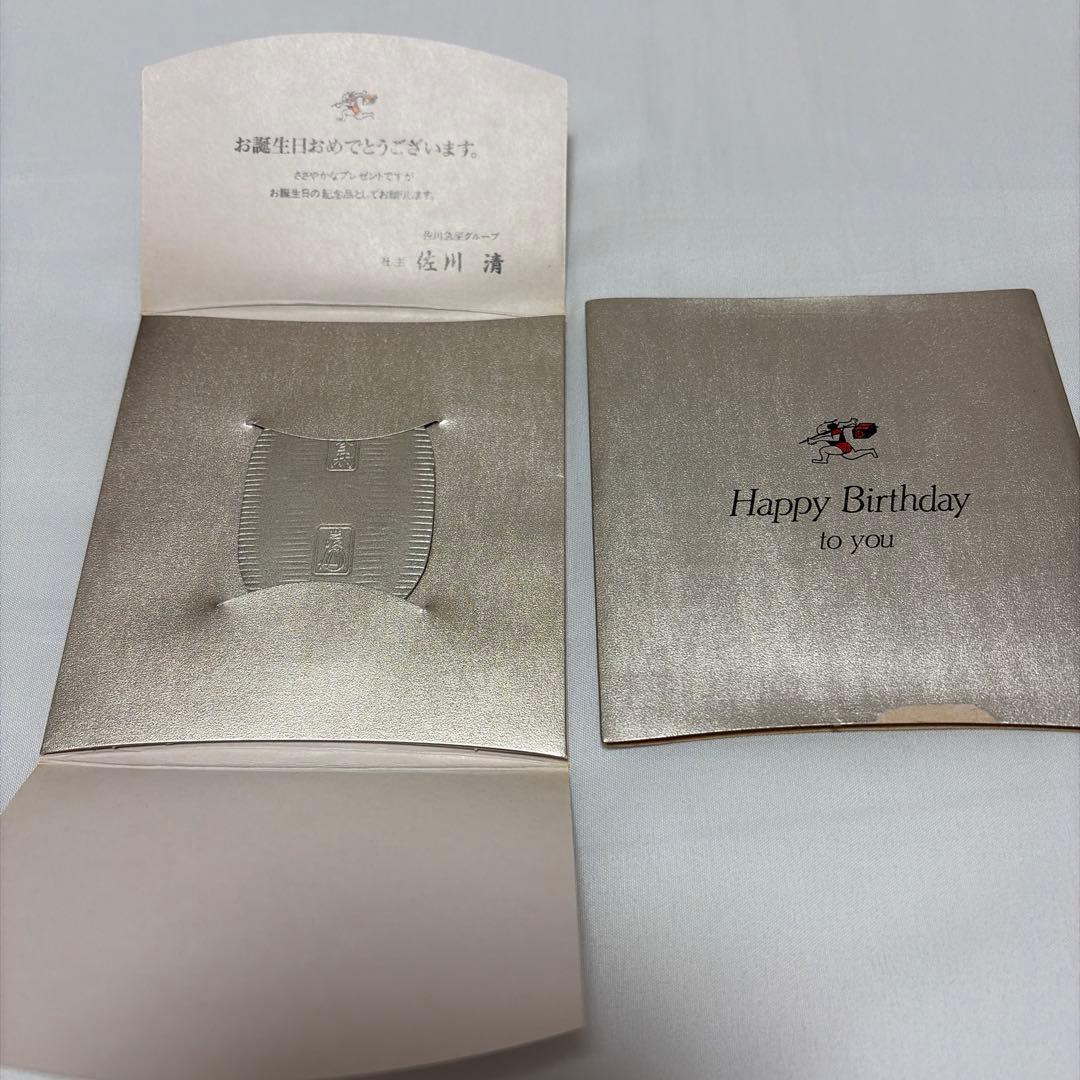 お誕生日おめでとうございます。
ささやかなプレゼントですが
お誕生日の記念品としてお贈りします。
佐川急便グループ
社主 佐川 清
寿
Happy Birthday
to you